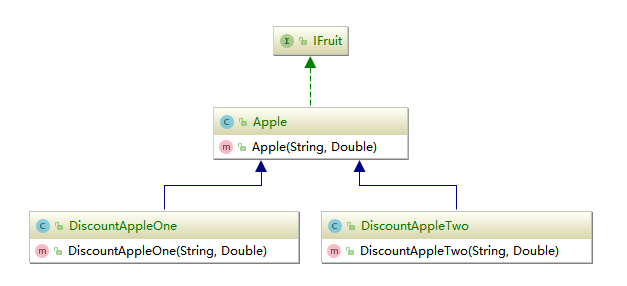 I IFruit
C Apple
m Apple(String, Double)
C DiscountAppleOne
m DiscountAppleOne(String, Double)
C DiscountAppleTwo
m DiscountAppleTwo(String, Double)